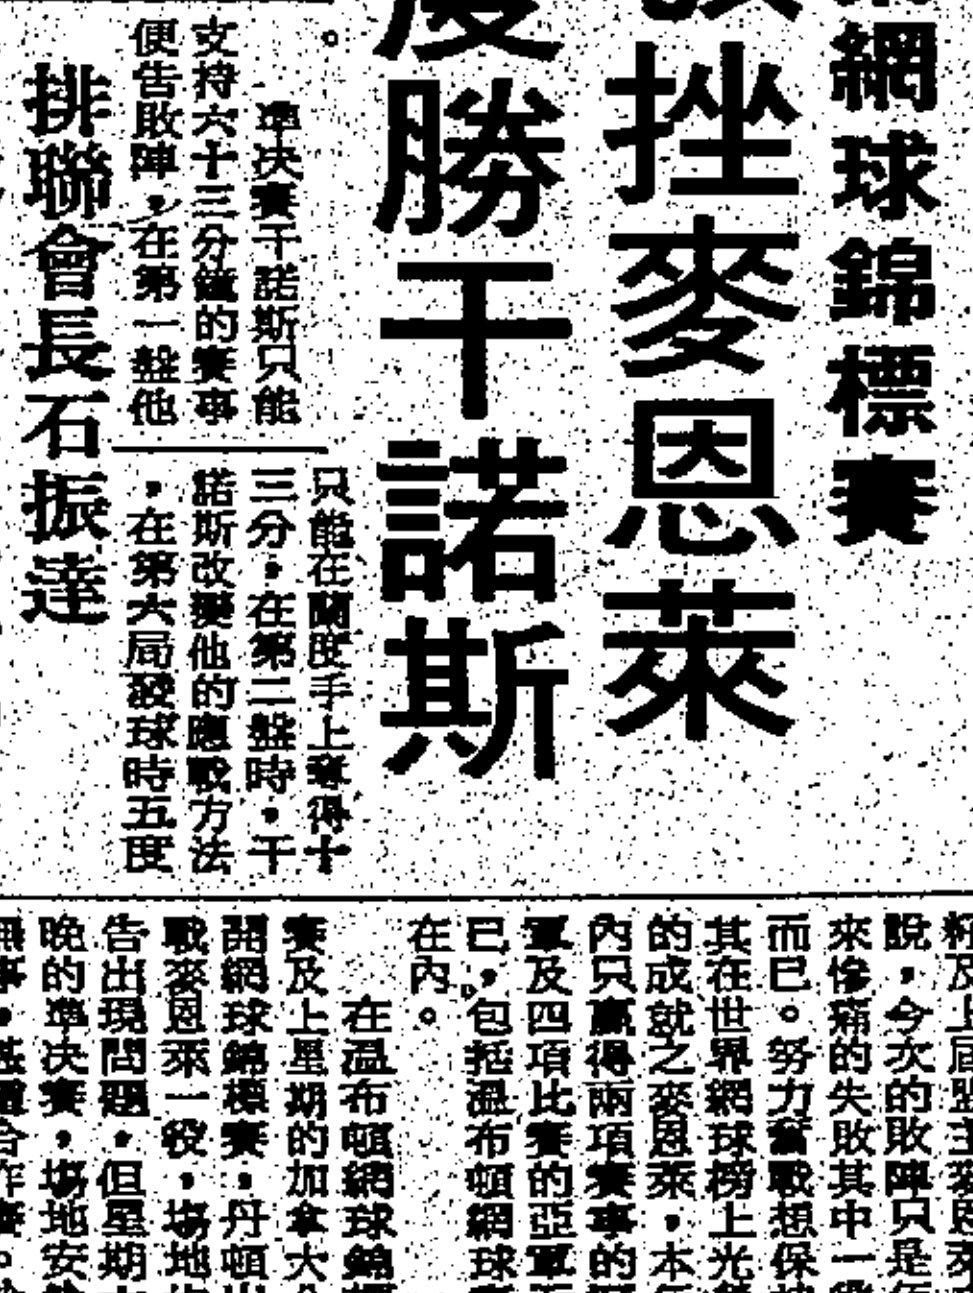 網球錦標賽
挫麥恩萊
度勝干諾斯
。
準決賽干諾斯只能
支持六十三分鐘的賽事
便告敗陣,在第一盤他
只能在蘭度手上奪得十
三分,在第二盤時,干
諾斯改變他的應戰方法
,在第六局發球時五度
排聯會長石振達
說,今次的敗陣只是
來慘痛的失敗其中一
而已。努力奮戰想保
其在世界網球榜上光
的成就之麥恩萊,本
內只贏得兩項賽事的
軍及四項比賽的亞軍
已,包括溫布頓網球
在內。
在溫布頓網球錦
賽及上星期的加拿大
開網球錦標賽,丹頓
戰麥恩來一役,場地
告出現問題,但星期
晚的準決賽,場地安